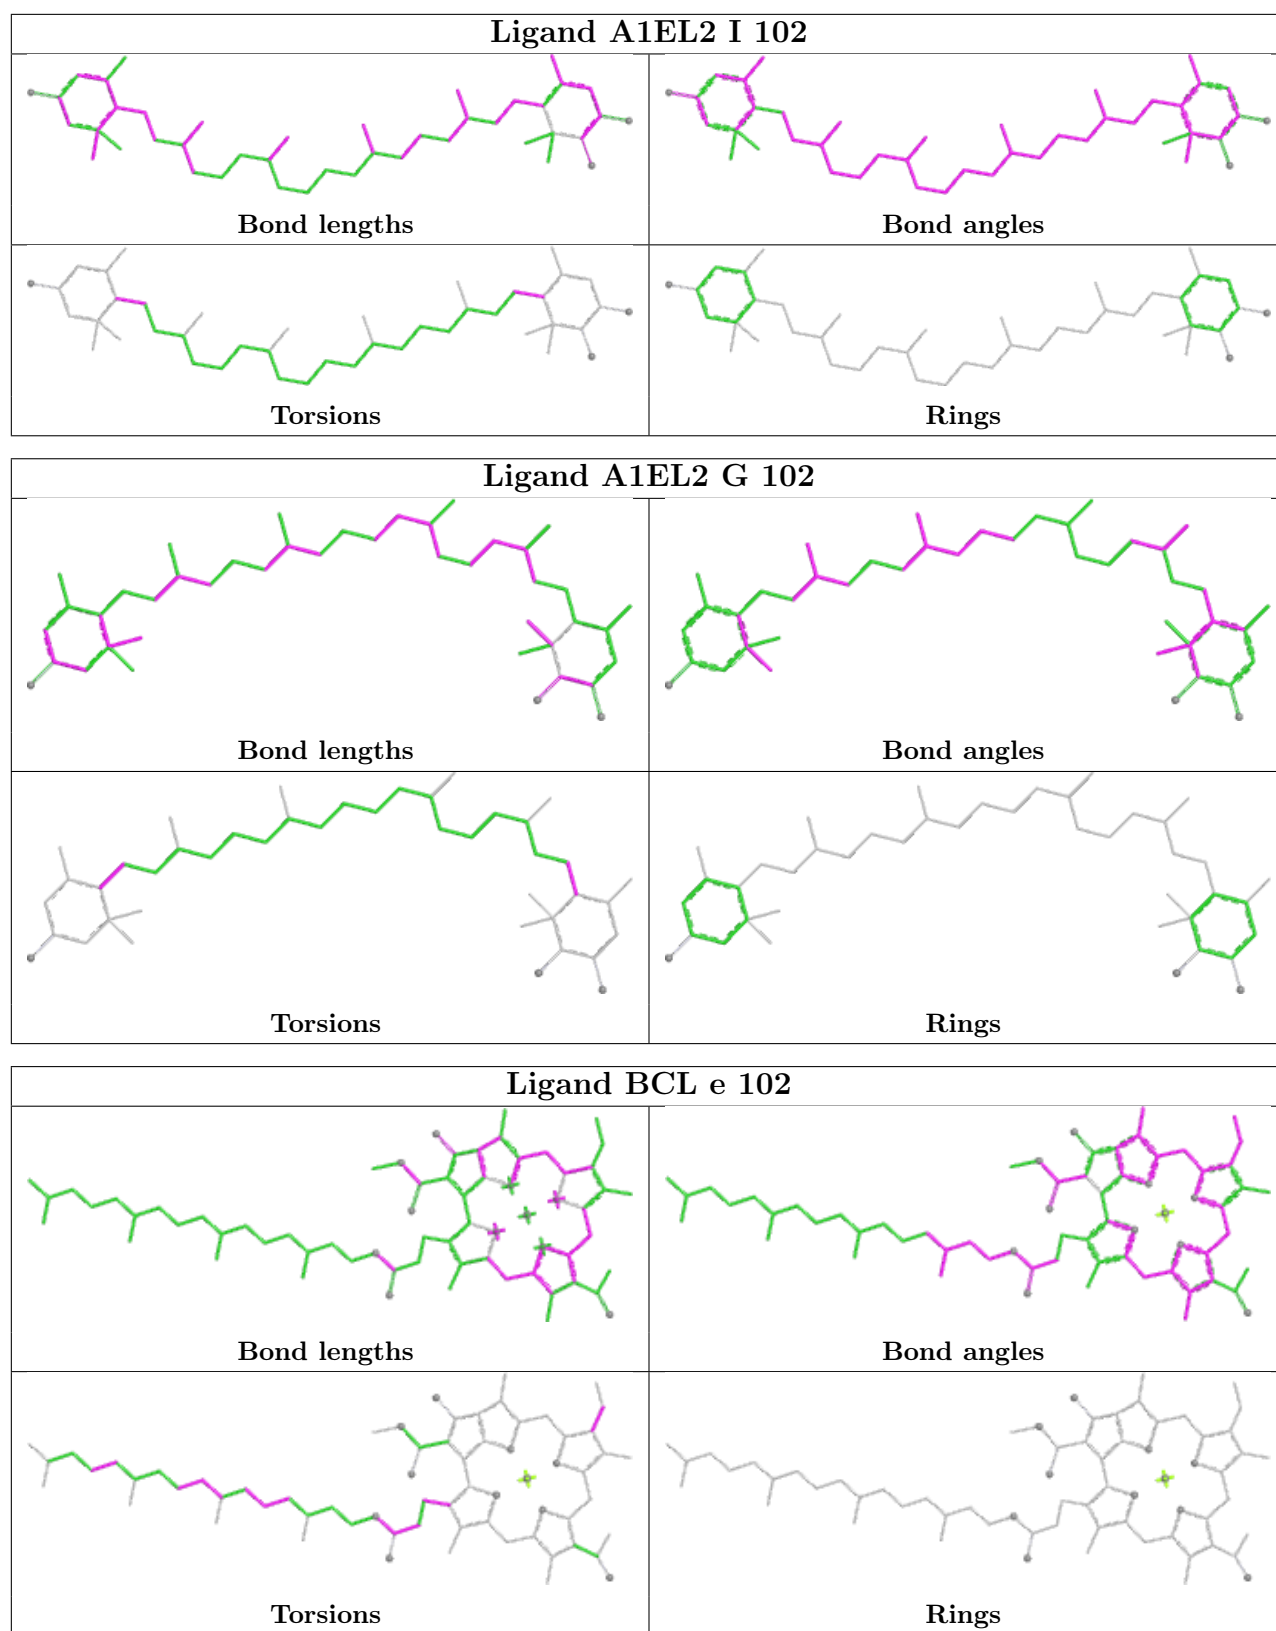 Ligand A1EL2 I 102
Bond lengths
Bond angles
Torsions
Rings
Ligand A1EL2 G 102
Bond lengths
Bond angles
Torsions
Rings
Ligand BCL e 102
Bond lengths
Bond angles
Torsions
Rings